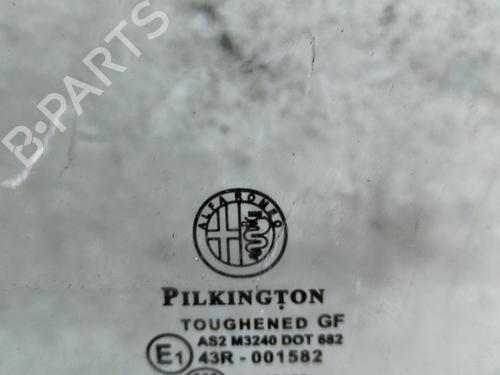 B-PARTS
ALFA ROMEO
PILKINGTON
TOUGHENED GF
AS2 M3240 DOT 682
E1
43R - 001582